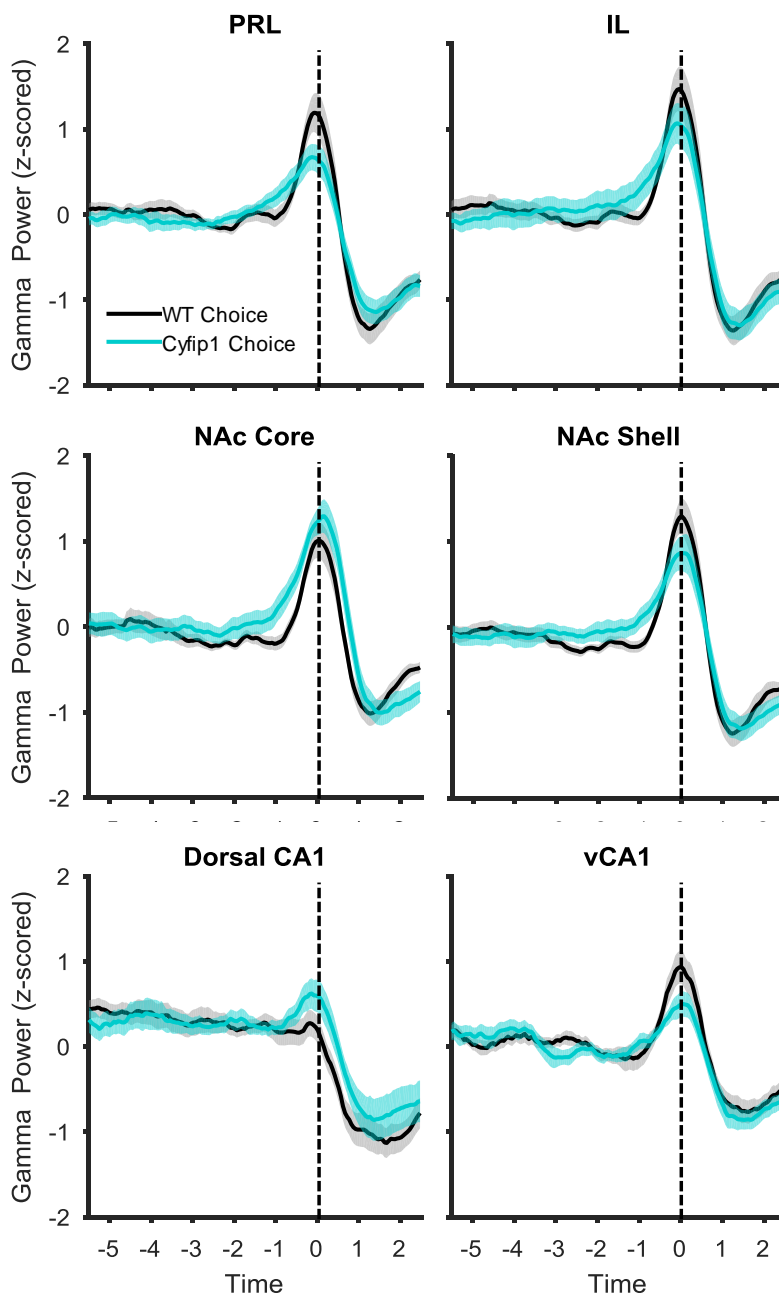 PRL
IL
2
1
0
-1
-2
Gamma Power (z-scored)
WT Choice
Cyfip1 Choice
NAc Core
NAc Shell
2
1
0
-1
-2
Gamma Power (z-scored)
Dorsal CA1
vCA1
2
1
0
-1
-2
Gamma Power (z-scored)
-5 -4 -3 -2 -1 0 1 2
-5 -4 -3 -2 -1 0 1 2
Time
Time